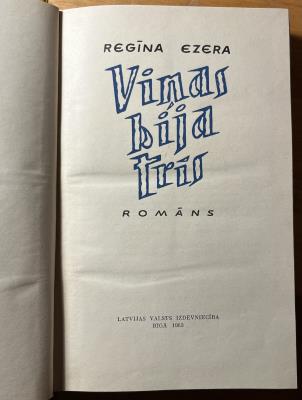 REGĪNA EZERA
Viņas
bija
trīs
ROMĀNS
LATVIJAS VALSTS IZDEVNIECĪBA
RĪGĀ 1963